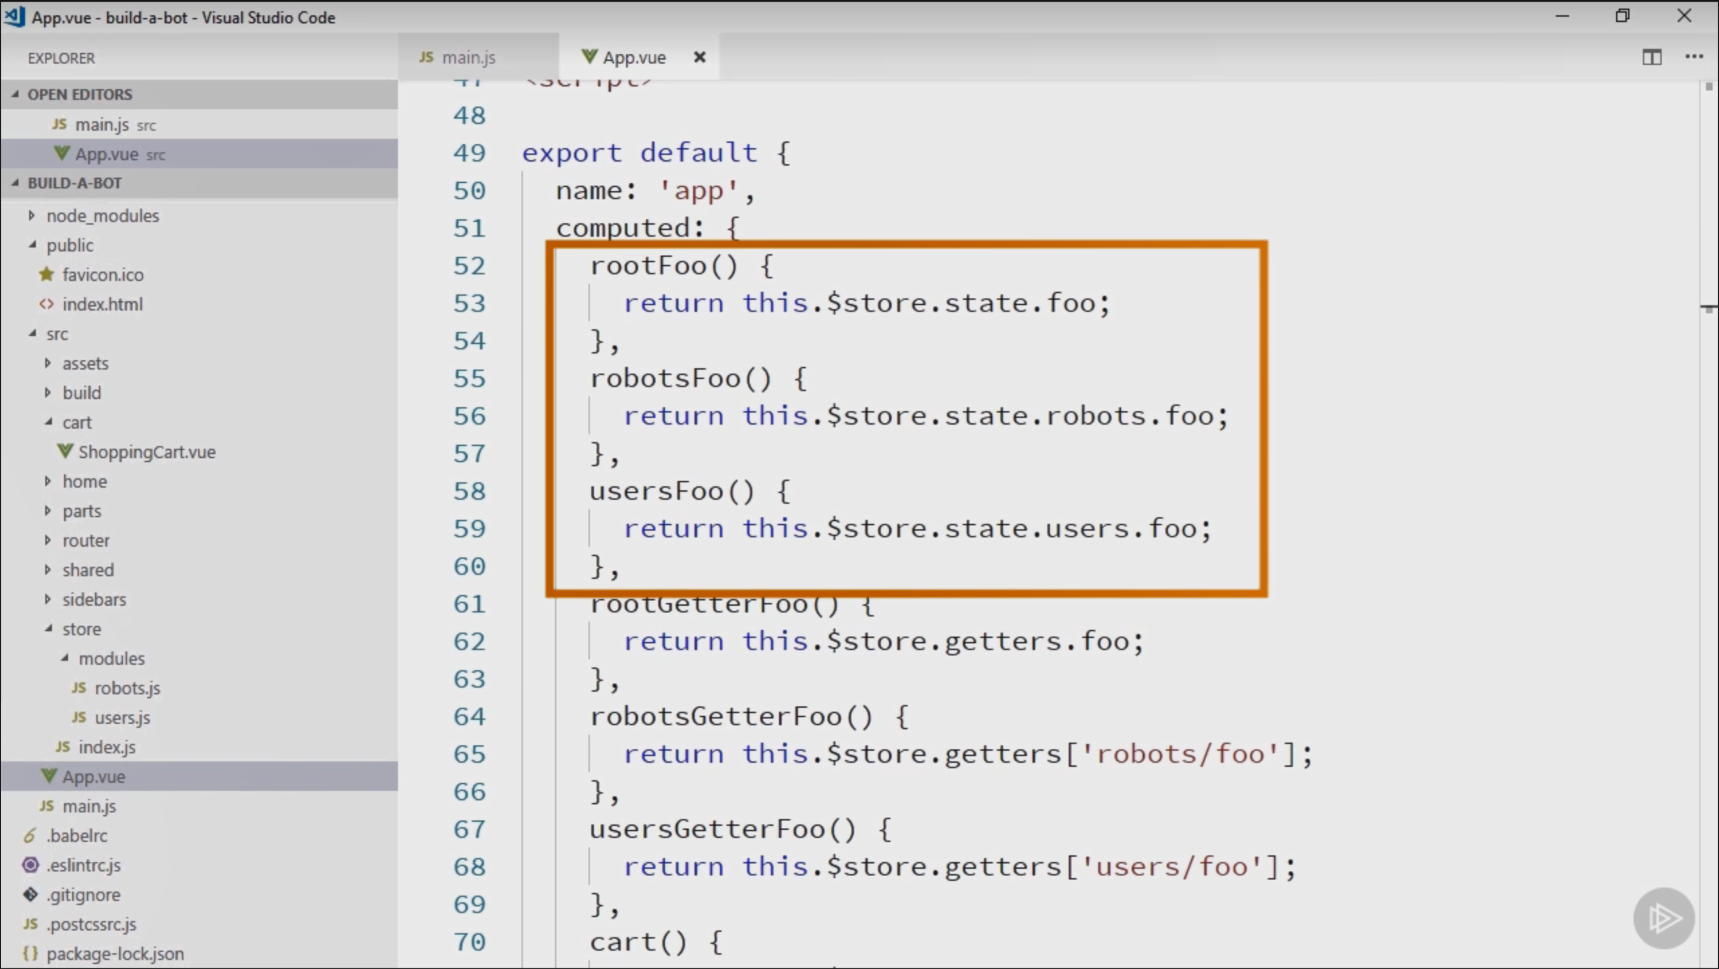 App.vue - build-a-bot - Visual Studio Code
EXPLORER
OPEN EDITORS
JS main.js src
App.vue src
BUILD-A-BOT
node_modules
public
favicon.ico
<> index.html
src
assets
build
cart
ShoppingCart.vue
home
parts
router
shared
sidebars
store
modules
JS robots.js
JS users.js
JS index.js
App.vue
JS main.js
.babelrc
.eslintrc.js
.gitignore
JS .postcssrc.js
{} package-lock.json
JS main.js
App.vue
47 <script>
48
49 export default {
50 name: 'app',
51 computed: {
52 rootFoo() {
53 return this.$store.state.foo;
54 },
55 robotsFoo() {
56 return this.$store.state.robots.foo;
57 },
58 usersFoo() {
59 return this.$store.state.users.foo;
60 },
61 rootGetterFoo() {
62 return this.$store.getters.foo;
63 },
64 robotsGetterFoo() {
65 return this.$store.getters['robots/foo'];
66 },
67 usersGetterFoo() {
68 return this.$store.getters['users/foo'];
69 },
70 cart() {